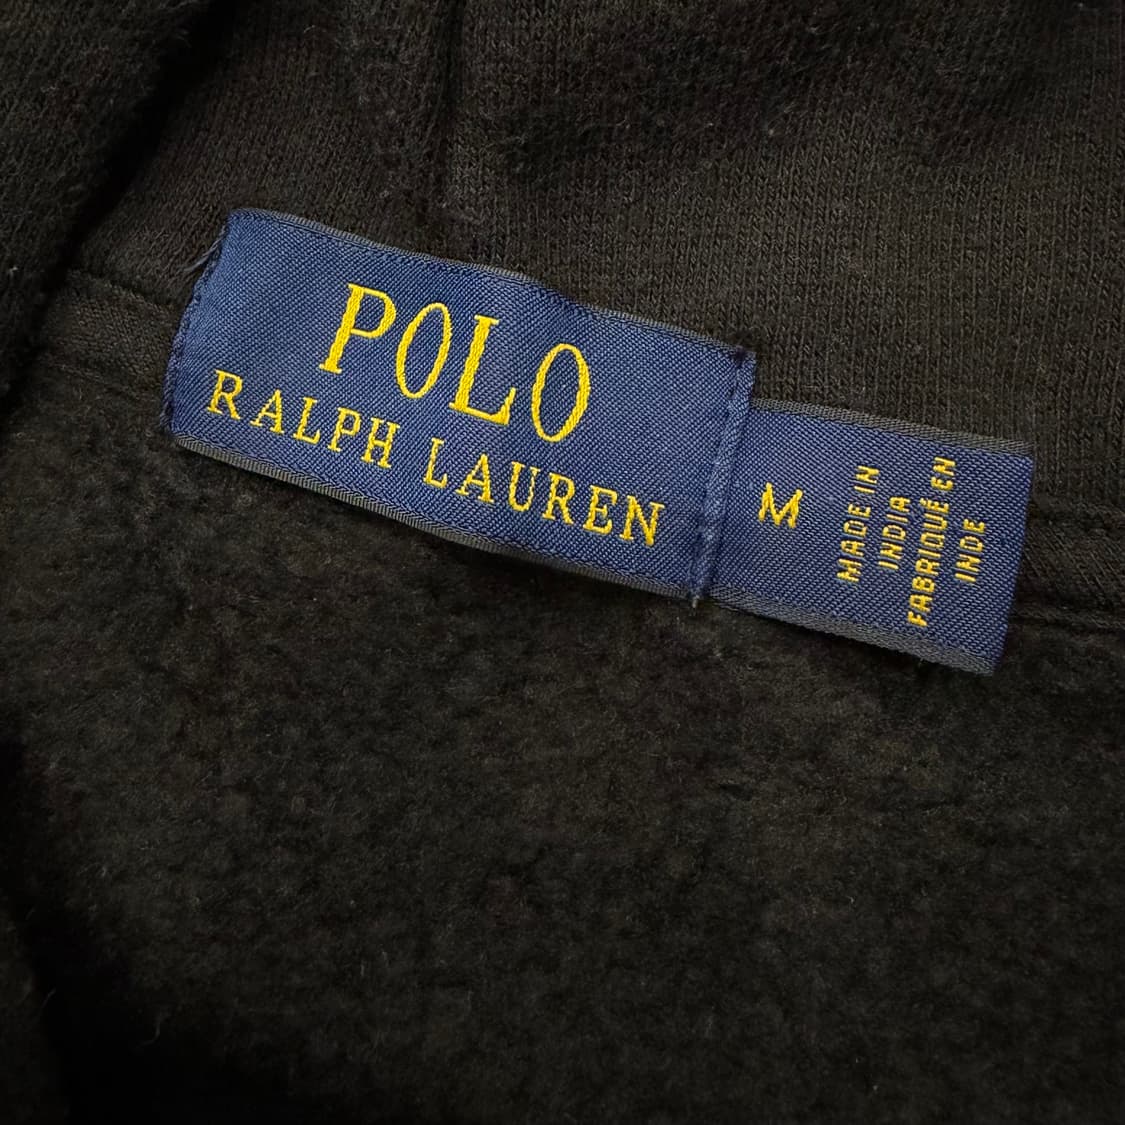 POLO
RALPH LAUREN
M
MADE IN
INDIA
FABRIQUÉ EN
INDE